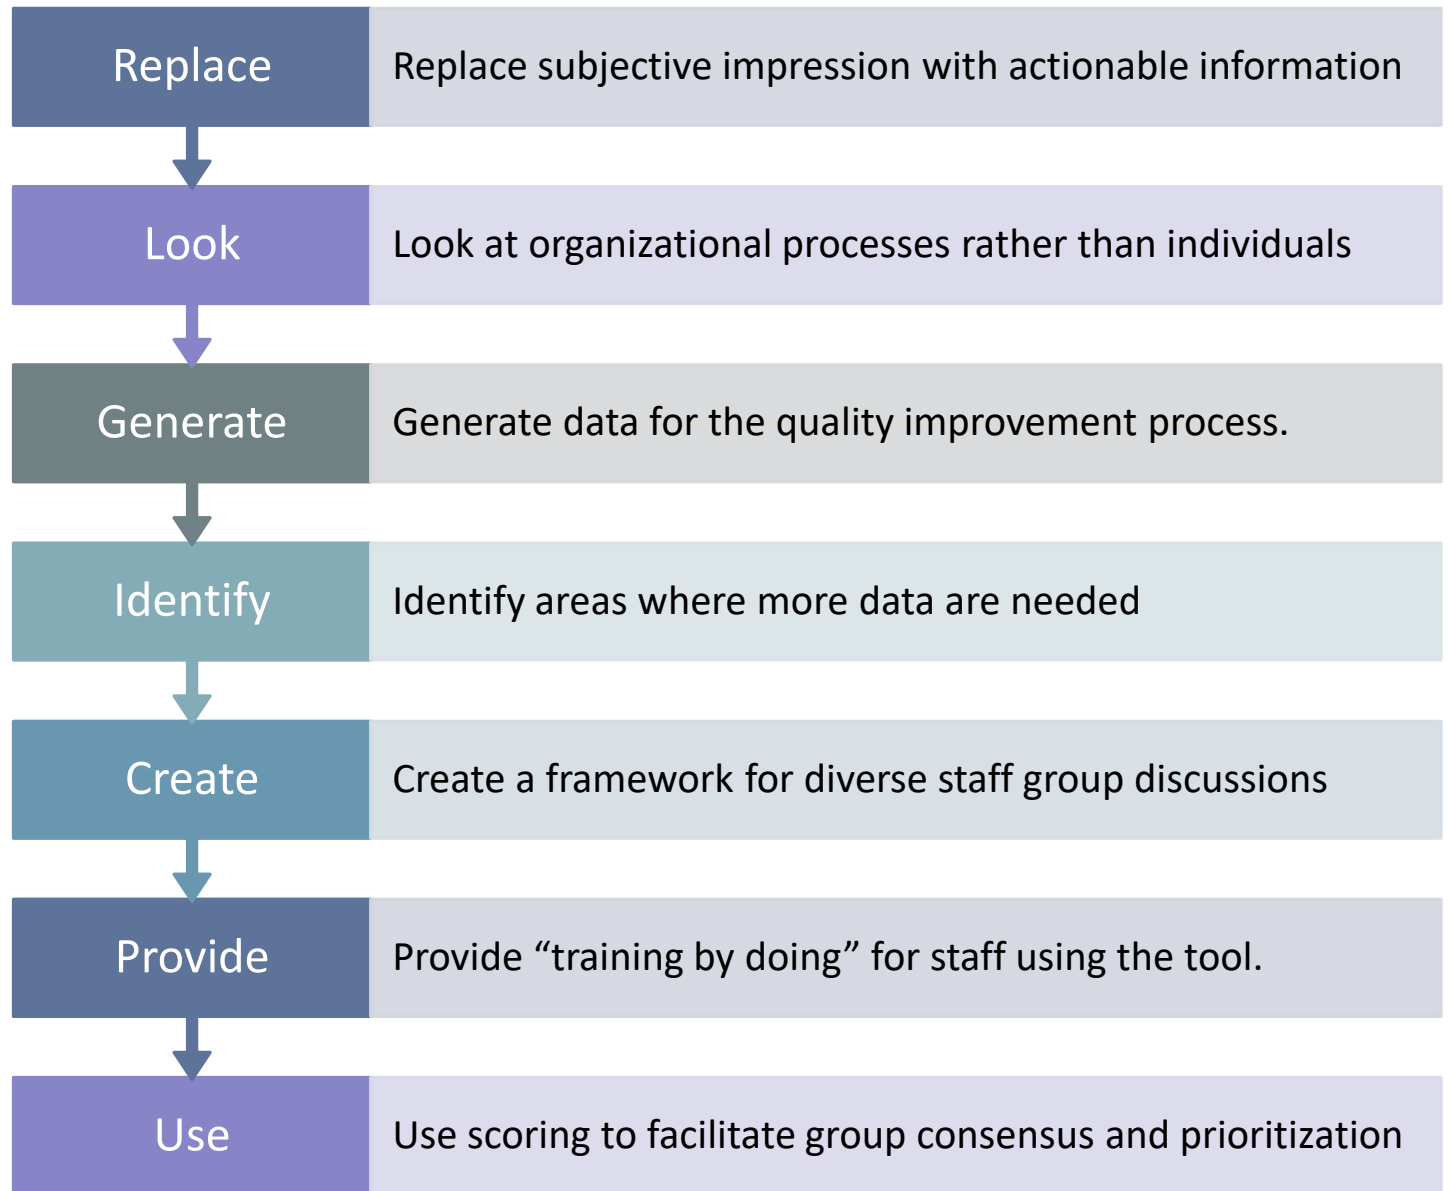 Replace
Replace subjective impression with actionable information
Look
Look at organizational processes rather than individuals
Generate
Generate data for the quality improvement process.
Identify
Identify areas where more data are needed
Create
Create a framework for diverse staff group discussions
Provide
Provide “training by doing” for staff using the tool.
Use
Use scoring to facilitate group consensus and prioritization